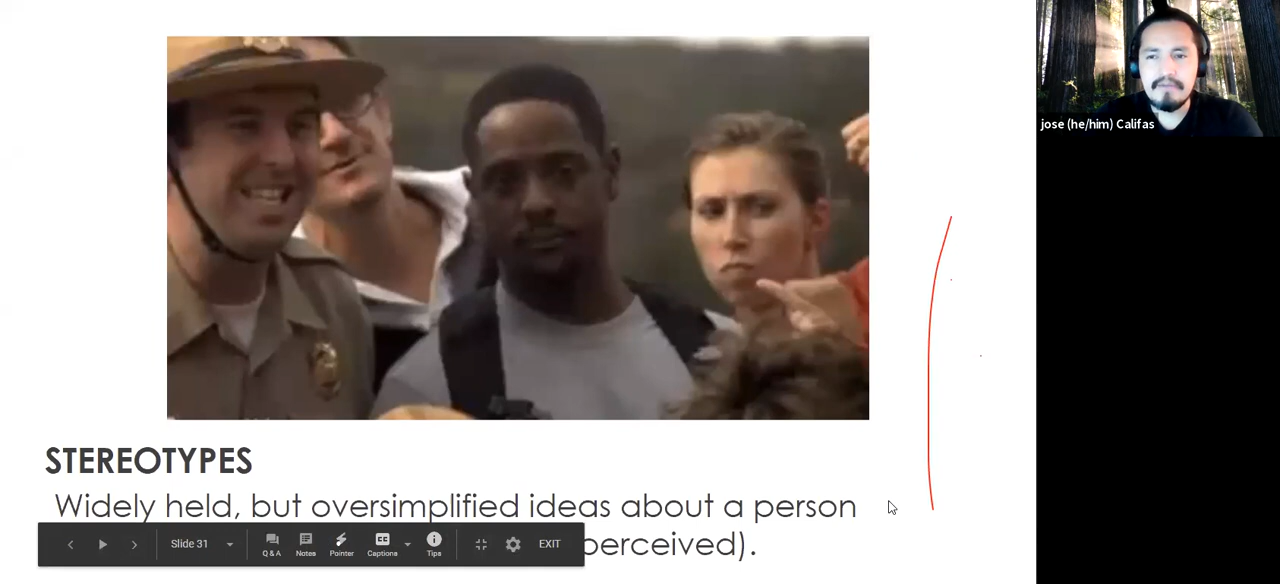 jose (he/him) Califas
STEREOTYPES
Widely held, but oversimplified ideas about a person
perceived).
Slide 31
Q & A
Notes
Pointer
Captions
Tips
EXIT